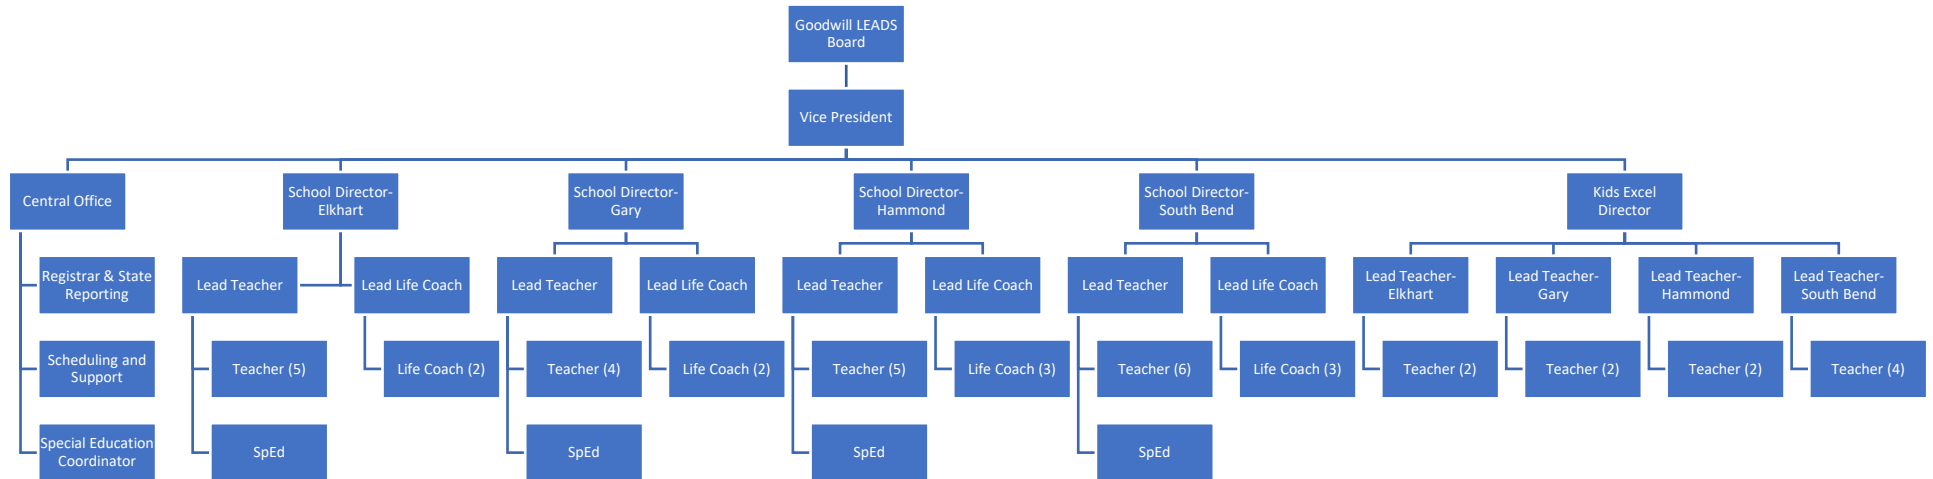 Goodwill LEADS
Board
Vice President
Central Office
School Director-
Elkhart
School Director-
Gary
School Director-
Hammond
School Director-
South Bend
Kids Excel
Director
Registrar & State
Reporting
Lead Teacher
Lead Life Coach
Lead Teacher
Lead Life Coach
Lead Teacher
Lead Life Coach
Lead Teacher
Lead Life Coach
Lead Teacher-
Elkhart
Lead Teacher-
Gary
Lead Teacher-
Hammond
Lead Teacher-
South Bend
Scheduling and
Support
Teacher (5)
Life Coach (2)
Teacher (4)
Life Coach (2)
Teacher (5)
Life Coach (3)
Teacher (6)
Life Coach (3)
Teacher (2)
Teacher (2)
Teacher (2)
Teacher (4)
Special Education
Coordinator
SpEd
SpEd
SpEd
SpEd